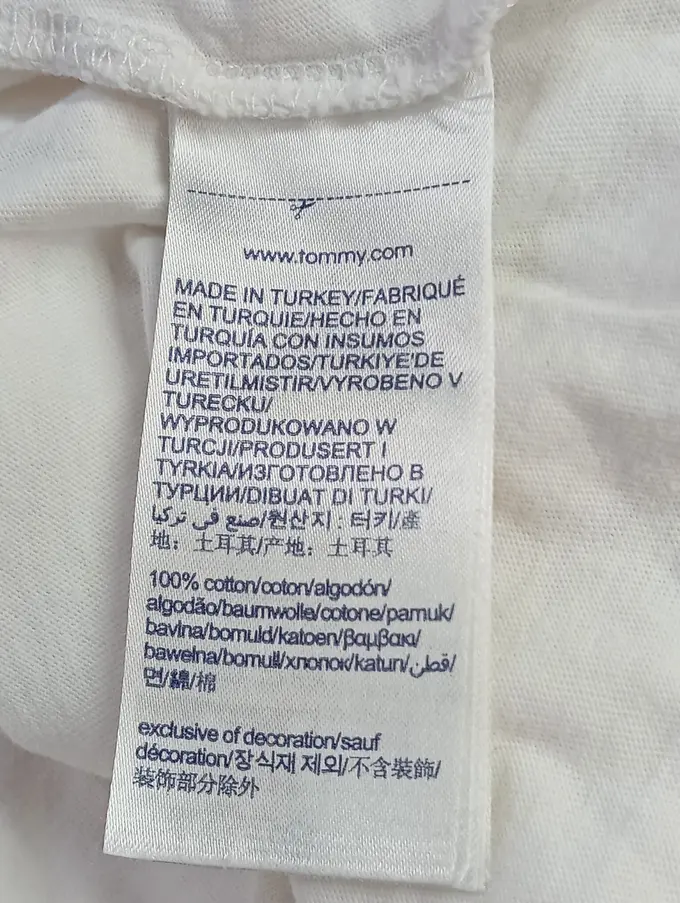 www.tommy.com
MADE IN TURKEY/FABRIQUÉ
EN TURQUIE/HECHO EN
TURQUÍA CON INSUMOS
IMPORTADOS/TURKIYE'DE
URETILMISTIR/VYROBENO V
TURECKU/
WYPRODUKOWANO W
TURCJI/PRODUSERT I
TYRKIA/ИЗГОТОВЛЕНО В
ТУРЦИИ/DIBUAT DI TURKI/
صنع في تركيا/원산지 : 터키/產
地：土耳其/产地：土耳其
100% cotton/coton/algodón/
algodão/baumwolle/cotone/pamuk/
bavlna/bomuld/katoen/βαμβακι/
bawełna/bomull/хлопок/katun/قطن/
면/綿/棉
exclusive of decoration/sauf
décoration/장식재 제외/不含裝飾/
装饰部分除外